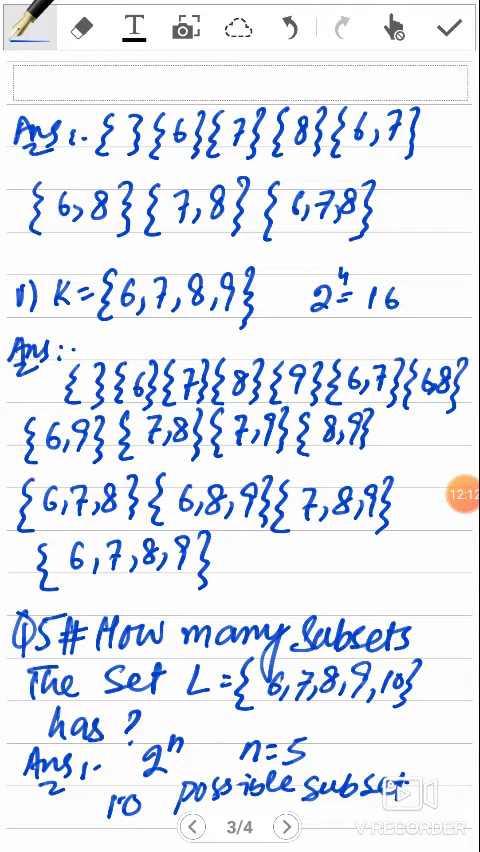 T
Ans:- { } {6} {7} {8} {6,7}
{6,8} {7,8} {6,7,8}
v) K={6,7,8,9} 2^4=16
Ans:-
{ } {6} {7} {8} {9} {6,7} {6,8}
{6,9} {7,8} {7,9} {8,9}
12:12
{6,7,8} {6,8,9} {7,8,9}
{6,7,8,9}
Q5# How many Subsets
The Set L={6,7,8,9,10}
has?
Ans:- 2^n n=5
10 possible subset
3/4
V-RECORDER